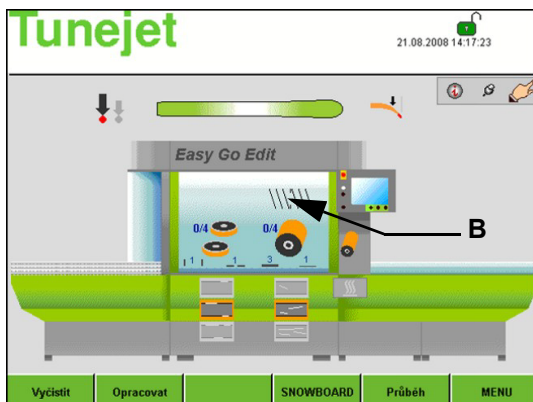 Tunejet
21.08.2008 14:17:23
Easy Go Edit
B
0/4 0/4
1 1 3 1
Vyčistit Opracovat SNOWBOARD Průběh MENU